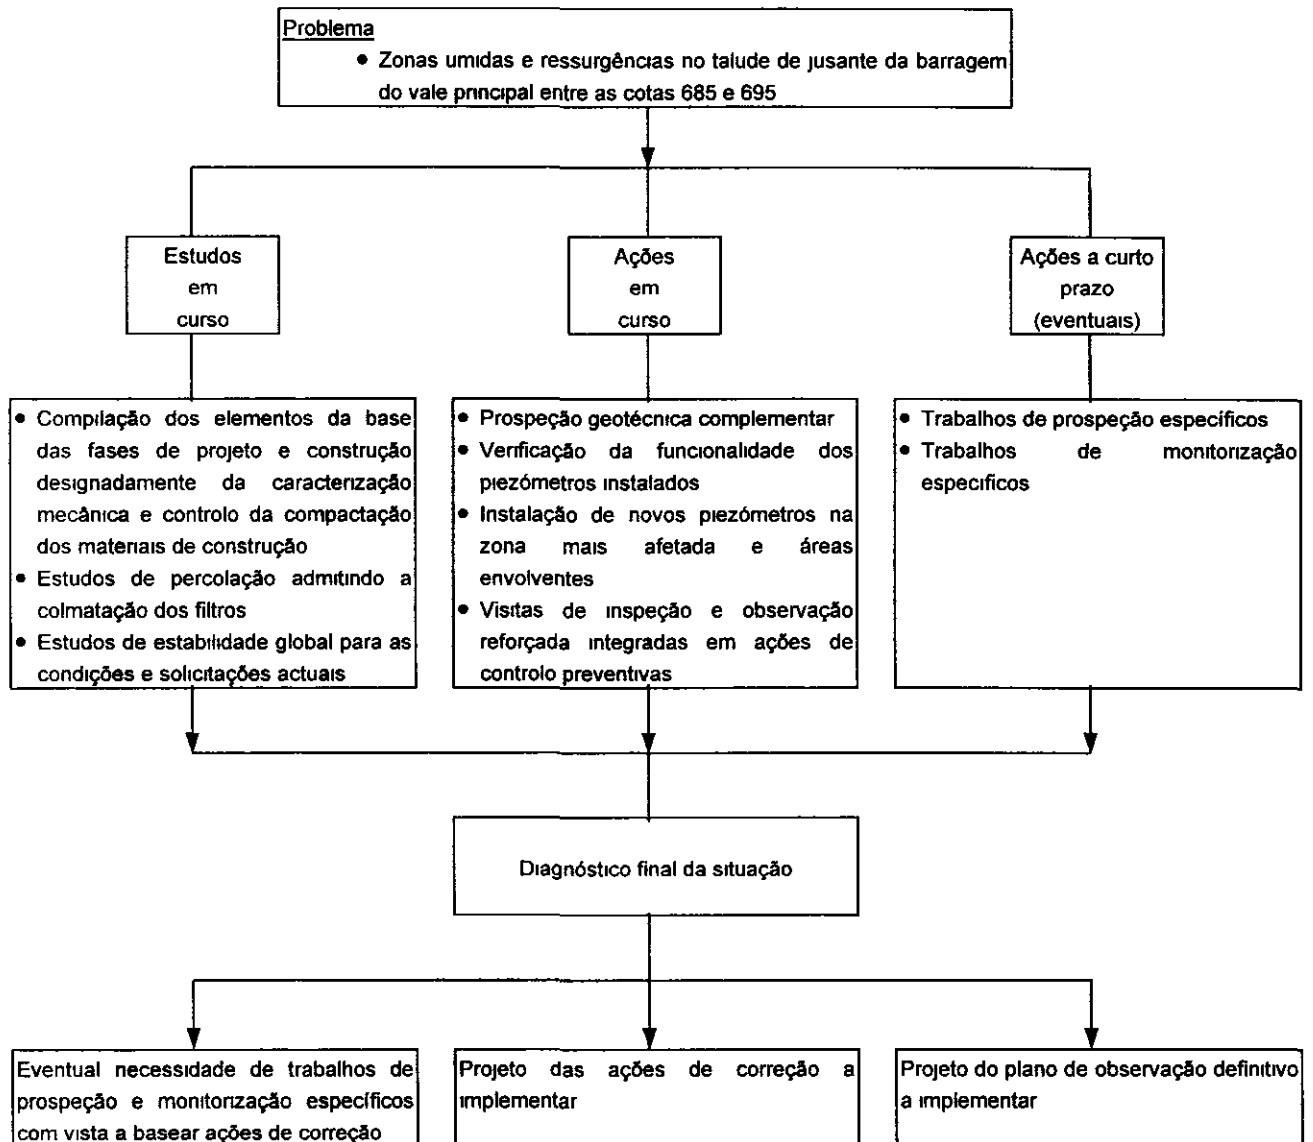 Problema
• Zonas umidas e ressurgências no talude de jusante da barragem
do vale principal entre as cotas 685 e 695
Estudos
em
curso
Ações
em
curso
Ações a curto
prazo
(eventuais)
• Compilação dos elementos da base
das fases de projeto e construção
designadamente da caracterização
mecânica e controlo da compactação
dos materiais de construção
• Estudos de percolação admitindo a
colmatação dos filtros
• Estudos de estabilidade global para as
condições e solicitações actuais
• Prospeção geotécnica complementar
• Verificação da funcionalidade dos
piezómetros instalados
• Instalação de novos piezómetros na
zona mais afetada e áreas
envolventes
• Visitas de inspeção e observação
reforçada integradas em ações de
controlo preventivas
• Trabalhos de prospeção específicos
• Trabalhos de monitorização
especificos
Diagnóstico final da situação
Eventual necessidade de trabalhos de
prospeção e monitorização específicos
com vista a basear ações de correção
Projeto das ações de correção a
implementar
Projeto do plano de observação definitivo
a implementar